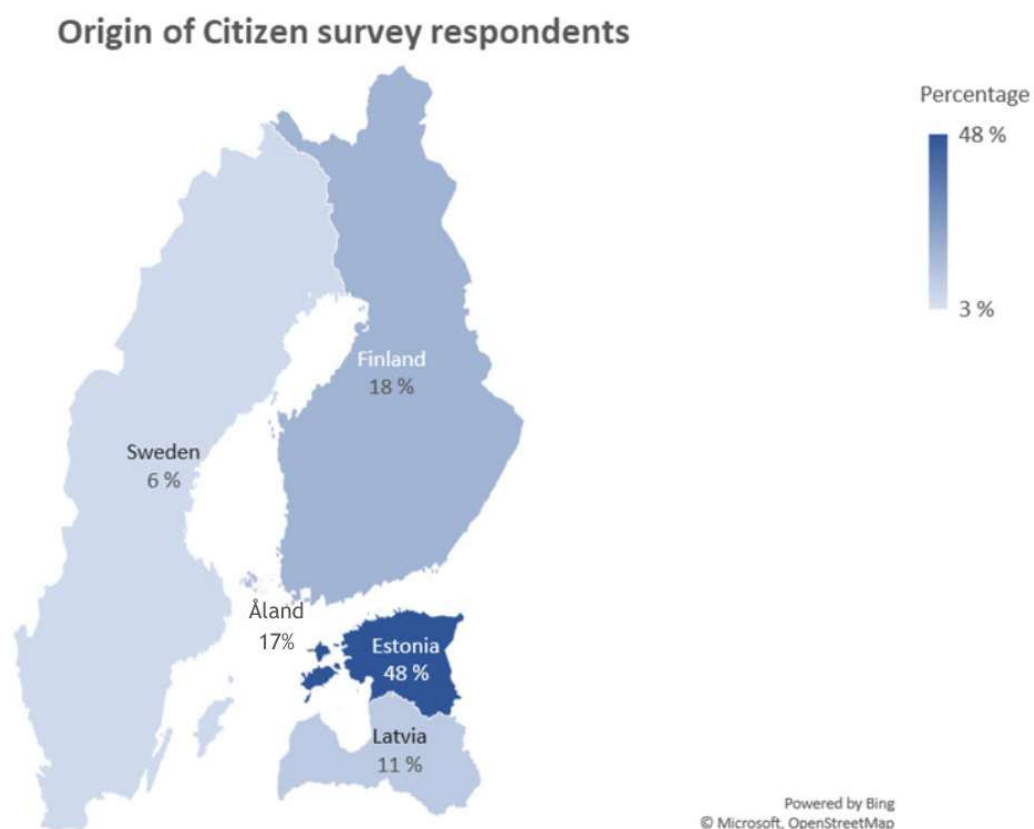 Origin of Citizen survey respondents
Percentage
48 %
3 %
Finland
18 %
Sweden
6 %
Åland
17%
Estonia
48 %
Latvia
11 %
Powered by Bing
© Microsoft, OpenStreetMap